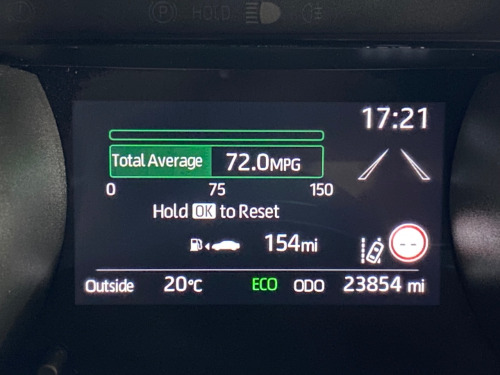 HOLD
17:21
Total Average 72.0MPG
0 75 150
Hold OK to Reset
154mi
--
Outside 20°C ECO ODO 23854 mi